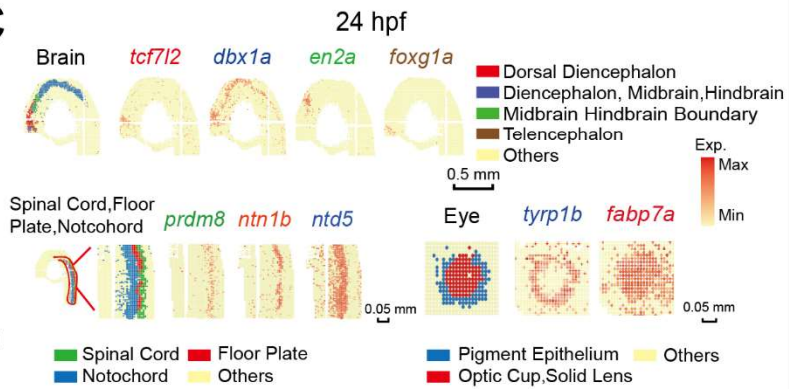 24 hpf
Brain
tcf7l2
dbx1a
en2a
foxg1a
Dorsal Diencephalon
Diencephalon, Midbrain,Hindbrain
Midbrain Hindbrain Boundary
Telencephalon
Others
0.5 mm
Exp.
Max
Min
Spinal Cord,Floor
Plate,Notcohord
prdm8
ntn1b
ntd5
0.05 mm
Eye
tyrp1b
fabp7a
0.05 mm
Spinal Cord
Floor Plate
Notochord
Others
Pigment Epithelium
Others
Optic Cup,Solid Lens